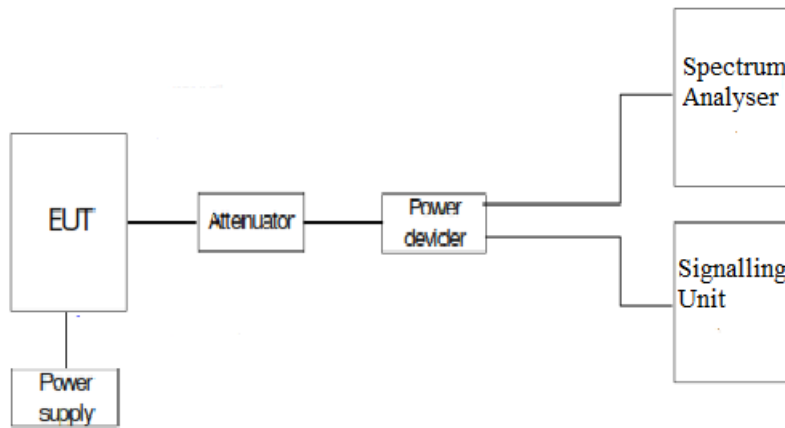 Spectrum
Analyser
EUT
Attenuator
Power
devider
Signalling
Unit
Power
supply